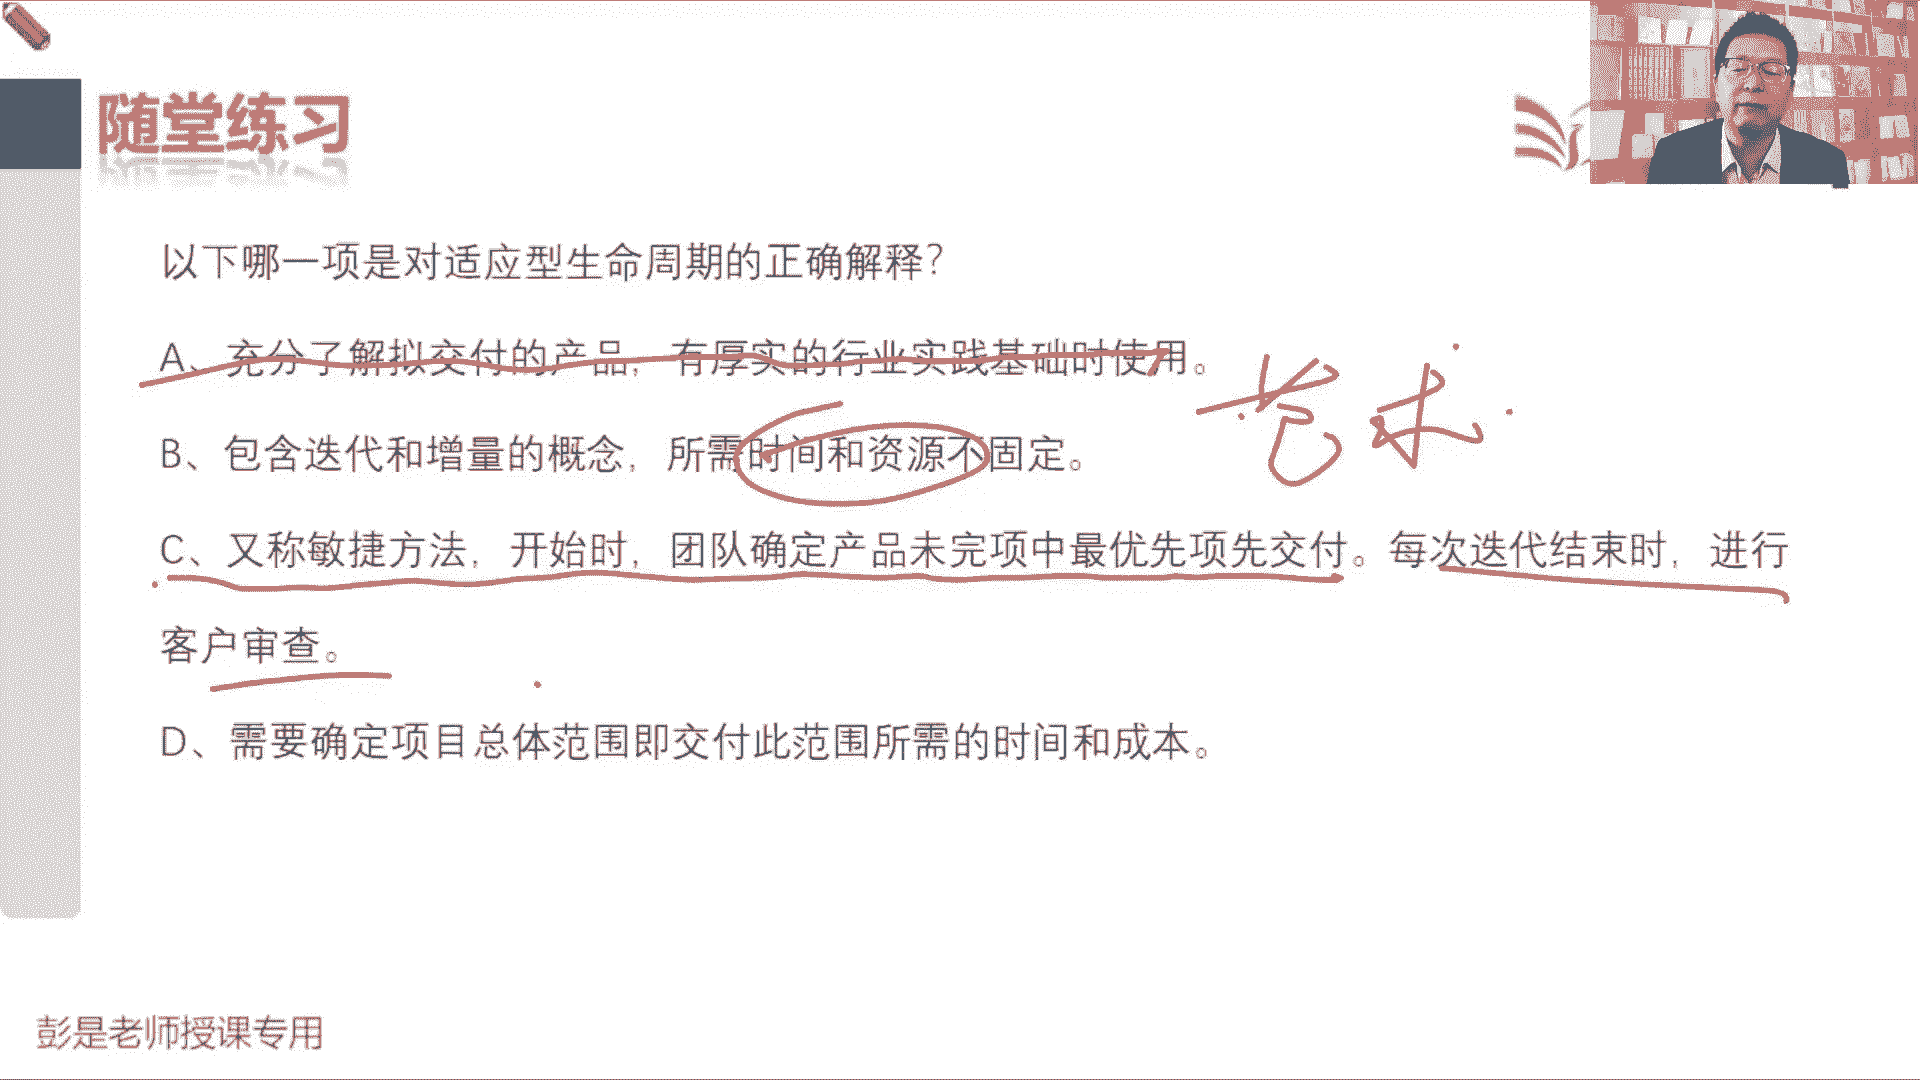 随堂练习
以下哪一项是对适应型生命周期的正确解释?
A、充分了解拟交付的产品，有厚实的行业实践基础时使用。
B、包含迭代和增量的概念，所需时间和资源不固定。
C、又称敏捷方法，开始时，团队确定产品未完项中最优先项先交付。每次迭代结束时，进行
客户审查。
D、需要确定项目总体范围即交付此范围所需的时间和成本。
彭是老师授课专用